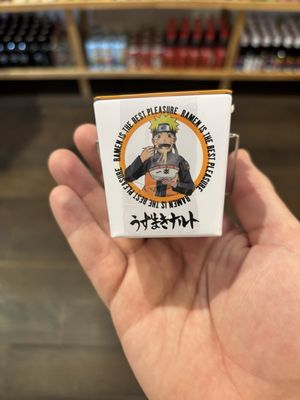 RAMEN IS THE BEST PLEASURE RAMEN IS THE BEST PLEASURE RAMEN IS THE BEST PLEASURE
うずまきナルト